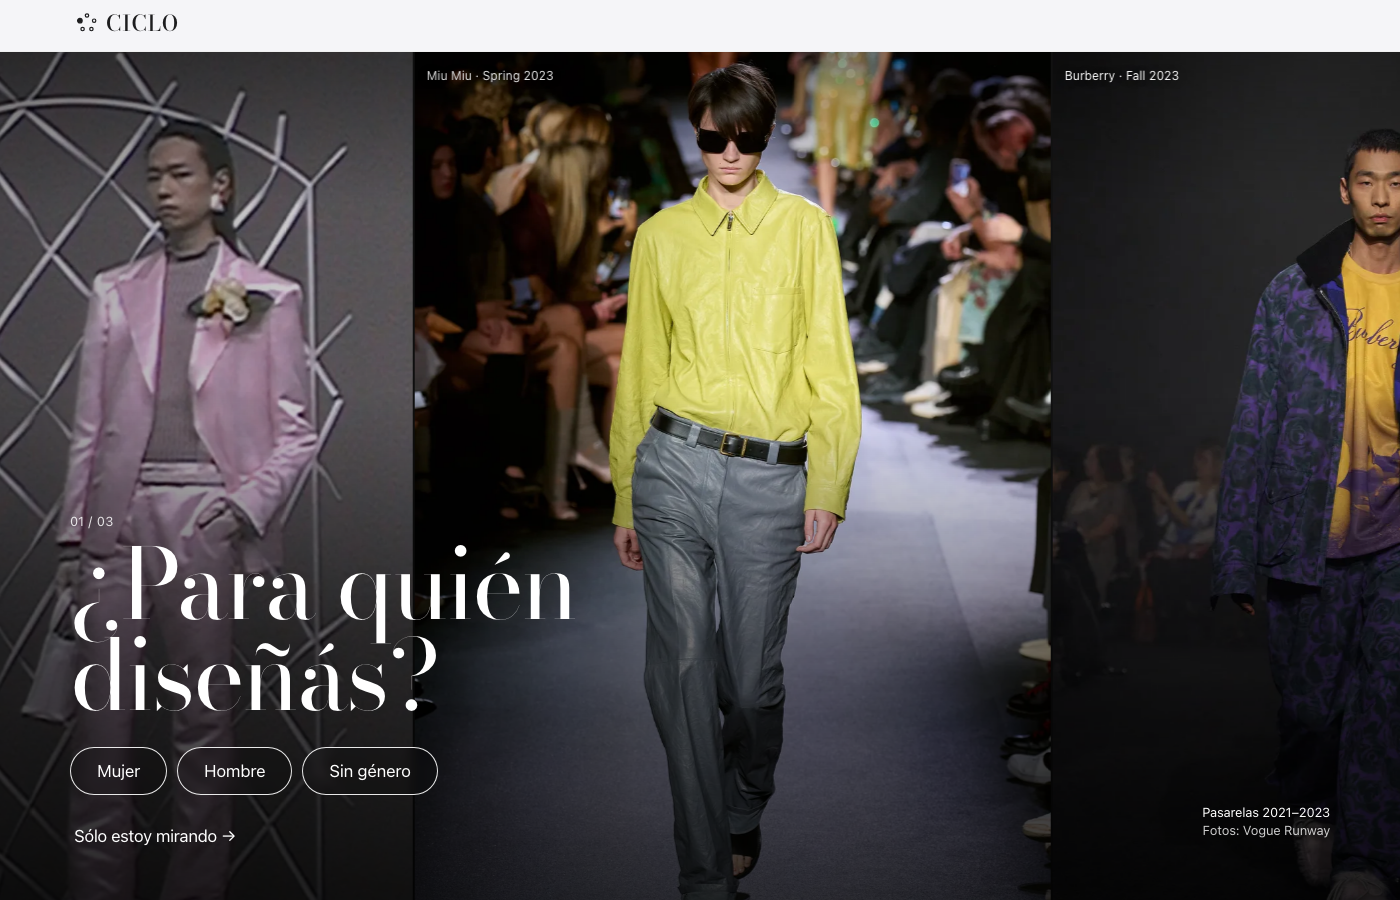 CICLO
Miu Miu · Spring 2023
Burberry · Fall 2023
01 / 03
¿Para quién
diseñás?
Mujer
Hombre
Sin género
Sólo estoy mirando →
Pasarelas 2021–2023
Fotos: Vogue Runway